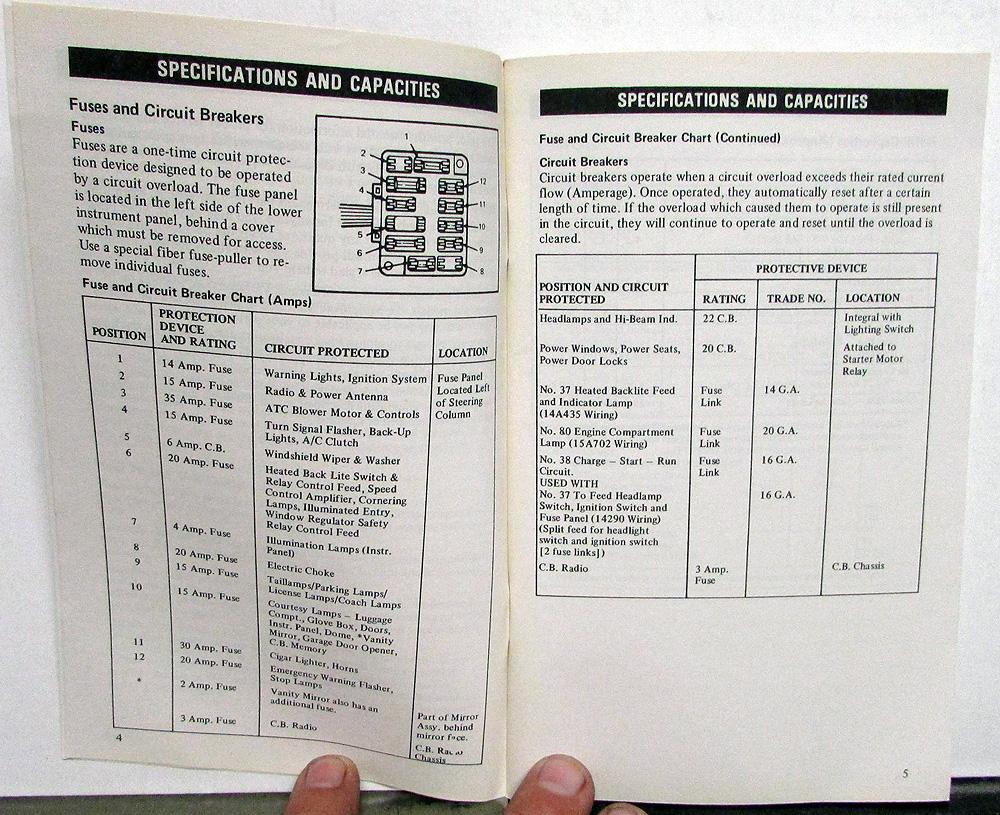 SPECIFICATIONS AND CAPACITIES
Fuses and Circuit Breakers
Fuses
Fuses are a one-time circuit protec-
tion device designed to be operated
by a circuit overload. The fuse panel
is located in the left side of the lower
instrument panel, behind a cover
which must be removed for access.
Use a special fiber fuse-puller to re-
move individual fuses.
1
2
3
4
5
6
7
12
11
10
9
8
Fuse and Circuit Breaker Chart (Amps)
POSITION
PROTECTION
DEVICE
AND RATING
CIRCUIT PROTECTED
LOCATION
1
14 Amp. Fuse
Warning Lights, Ignition System
Fuse Panel
Located Left
of Steering
Column
2
15 Amp. Fuse
Radio & Power Antenna
3
35 Amp. Fuse
ATC Blower Motor & Controls
4
15 Amp. Fuse
Turn Signal Flasher, Back-Up
Lights, A/C Clutch
5
6 Amp. C.B.
Windshield Wiper & Washer
6
20 Amp. Fuse
Heated Back Lite Switch &
Relay Control Feed, Speed
Control Amplifier, Cornering
Lamps, Illuminated Entry,
Window Regulator Safety
Relay Control Feed
7
4 Amp. Fuse
Illumination Lamps (Instr.
Panel)
8
20 Amp. Fuse
Electric Choke
9
15 Amp. Fuse
Taillamps/Parking Lamps/
License Lamps/Coach Lamps
10
15 Amp. Fuse
Courtesy Lamps – Luggage
Compt., Glove Box, Doors,
Instr. Panel, Dome, *Vanity
Mirror, Garage Door Opener,
C.B. Memory
11
30 Amp. Fuse
Cigar Lighter, Horns
12
20 Amp. Fuse
Emergency Warning Flasher,
Stop Lamps
*
2 Amp. Fuse
Vanity Mirror also has an
additional fuse.
Part of Mirror
Assy. behind
mirror face.
3 Amp. Fuse
C.B. Radio
C.B. Radio
Chassis
4
SPECIFICATIONS AND CAPACITIES
Fuse and Circuit Breaker Chart (Continued)
Circuit Breakers
Circuit breakers operate when a circuit overload exceeds their rated current
flow (Amperage). Once operated, they automatically reset after a certain
length of time. If the overload which caused them to operate is still present
in the circuit, they will continue to operate and reset until the overload is
cleared.
POSITION AND CIRCUIT
PROTECTED
PROTECTIVE DEVICE
RATING
TRADE NO.
LOCATION
Headlamps and Hi-Beam Ind.
22 C.B.
Integral with
Lighting Switch
Power Windows, Power Seats,
Power Door Locks
20 C.B.
Attached to
Starter Motor
Relay
No. 37 Heated Backlite Feed
and Indicator Lamp
(14A435 Wiring)
Fuse
Link
14 G.A.
No. 80 Engine Compartment
Lamp (15A702 Wiring)
Fuse
Link
20 G.A.
No. 38 Charge – Start – Run
Circuit.
Fuse
Link
16 G.A.
USED WITH
No. 37 To Feed Headlamp
Switch, Ignition Switch and
Fuse Panel (14290 Wiring)
(Split feed for headlight
switch and ignition switch
[2 fuse links])
16 G.A.
C.B. Radio
3 Amp.
Fuse
C.B. Chassis
5